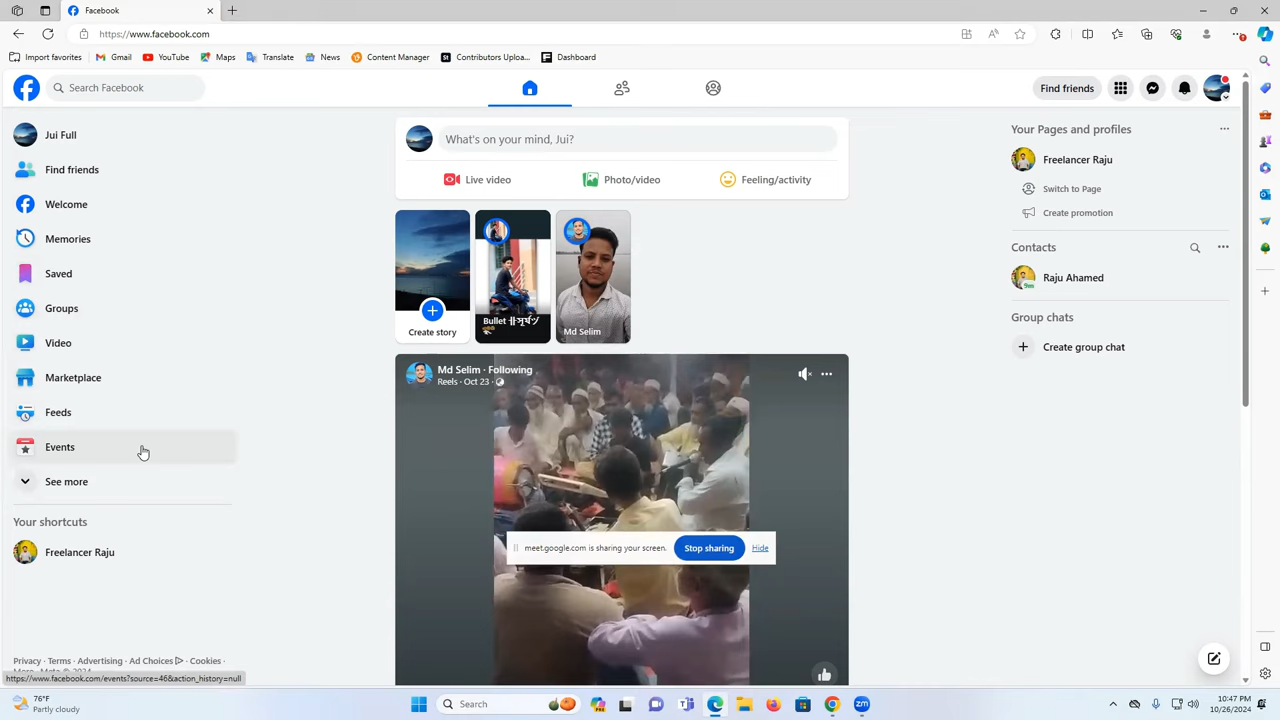 Facebook
https://www.facebook.com
Import favorites
Gmail
YouTube
Maps
Translate
News
Content Manager
Contributors Uploa...
Dashboard
Search Facebook
Find friends
Jui Full
Find friends
Welcome
Memories
Saved
Groups
Video
Marketplace
Feeds
Events
See more
Your shortcuts
Freelancer Raju
Privacy · Terms · Advertising · Ad Choices · Cookies ·
https://www.facebook.com/events?source=46&action_history=null
What's on your mind, Jui?
Live video
Photo/video
Feeling/activity
Create story
Bullet
Md Selim
Md Selim · Following
Reels · Oct 23 ·
meet.google.com is sharing your screen.
Stop sharing
Hide
Your Pages and profiles
Freelancer Raju
Switch to Page
Create promotion
Contacts
Raju Ahamed
9m
Group chats
Create group chat
76°F
Partly cloudy
Search
10:47 PM
10/26/2024